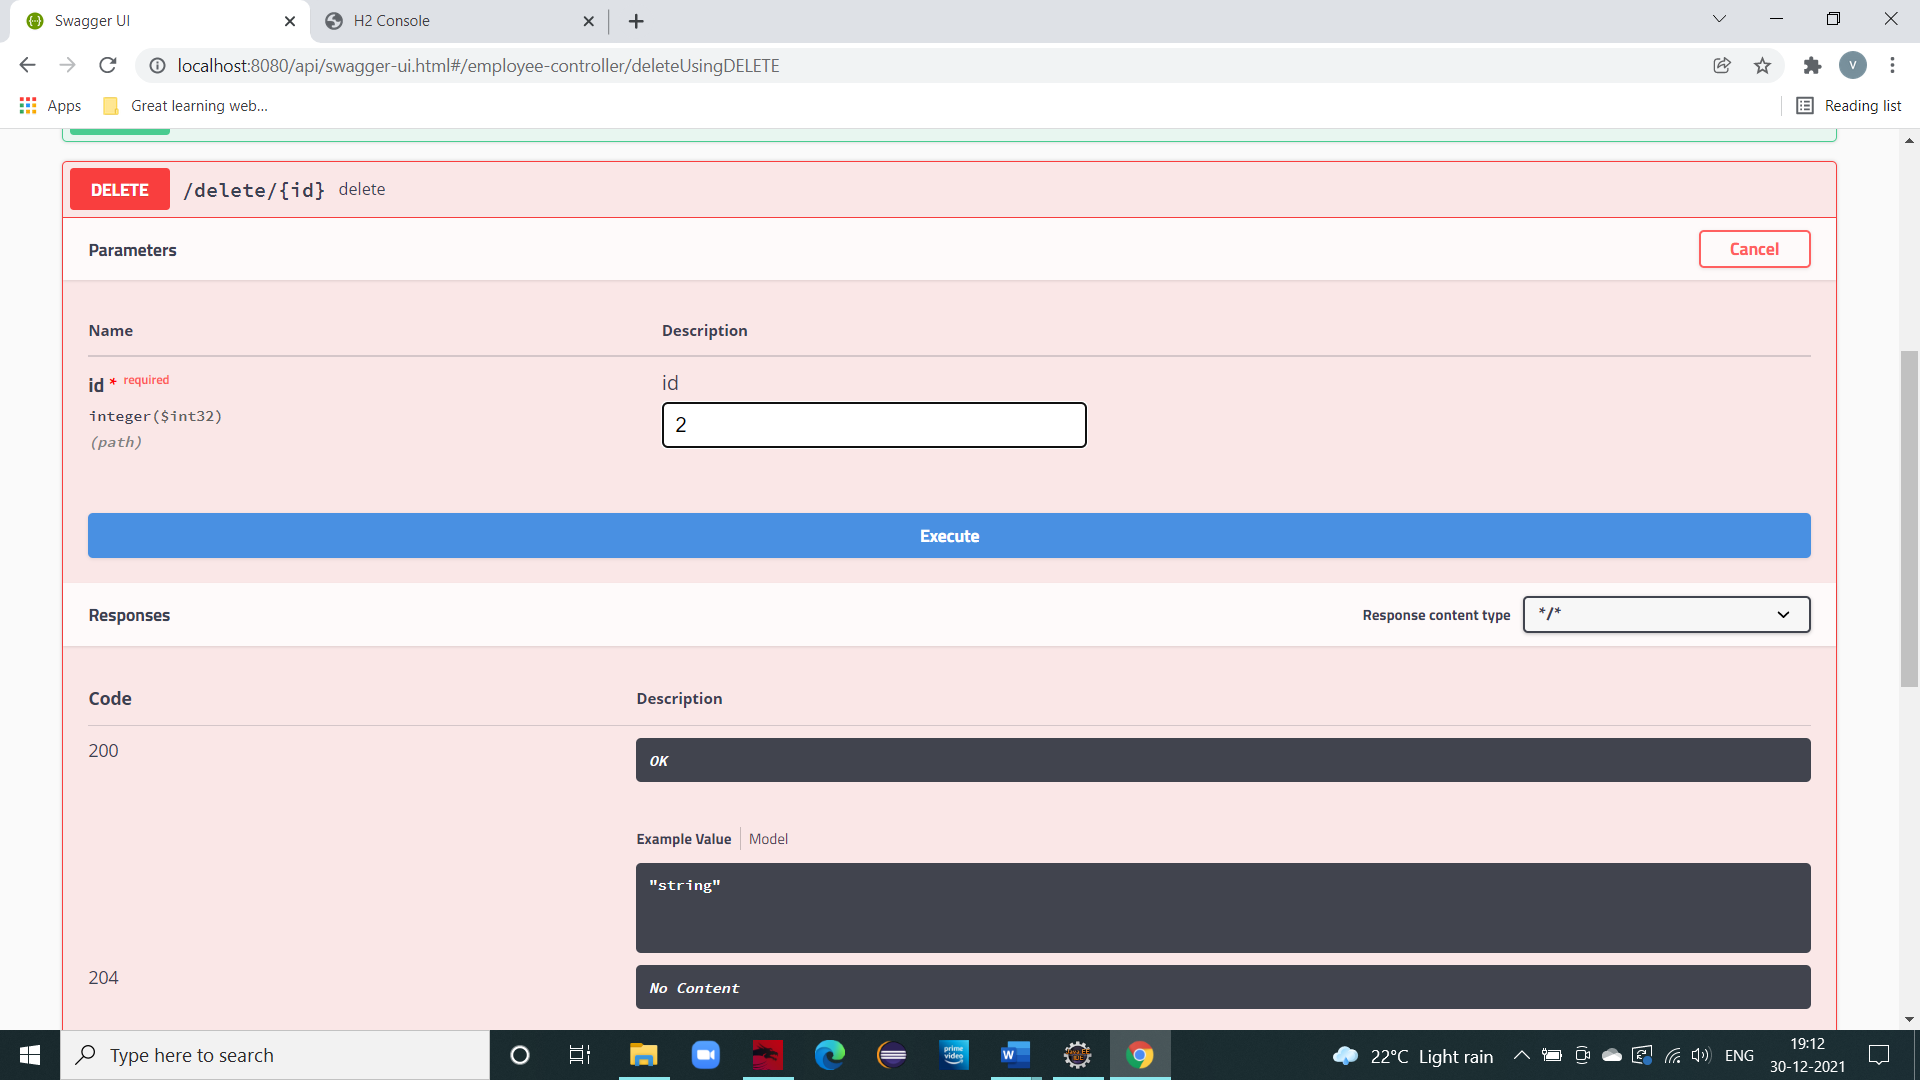 Swagger UI
H2 Console
localhost:8080/api/swagger-ui.html#/employee-controller/deleteUsingDELETE
V
Apps
Great learning web...
Reading list
DELETE /delete/{id} delete
Parameters
Cancel
Name Description
id * required
id
integer($int32)
2
(path)
Execute
Responses
Response content type */*
Code Description
200
OK
Example Value Model
"string"
204
No Content
Type here to search
prime video
W
22°C Light rain
ENG
19:12
30-12-2021